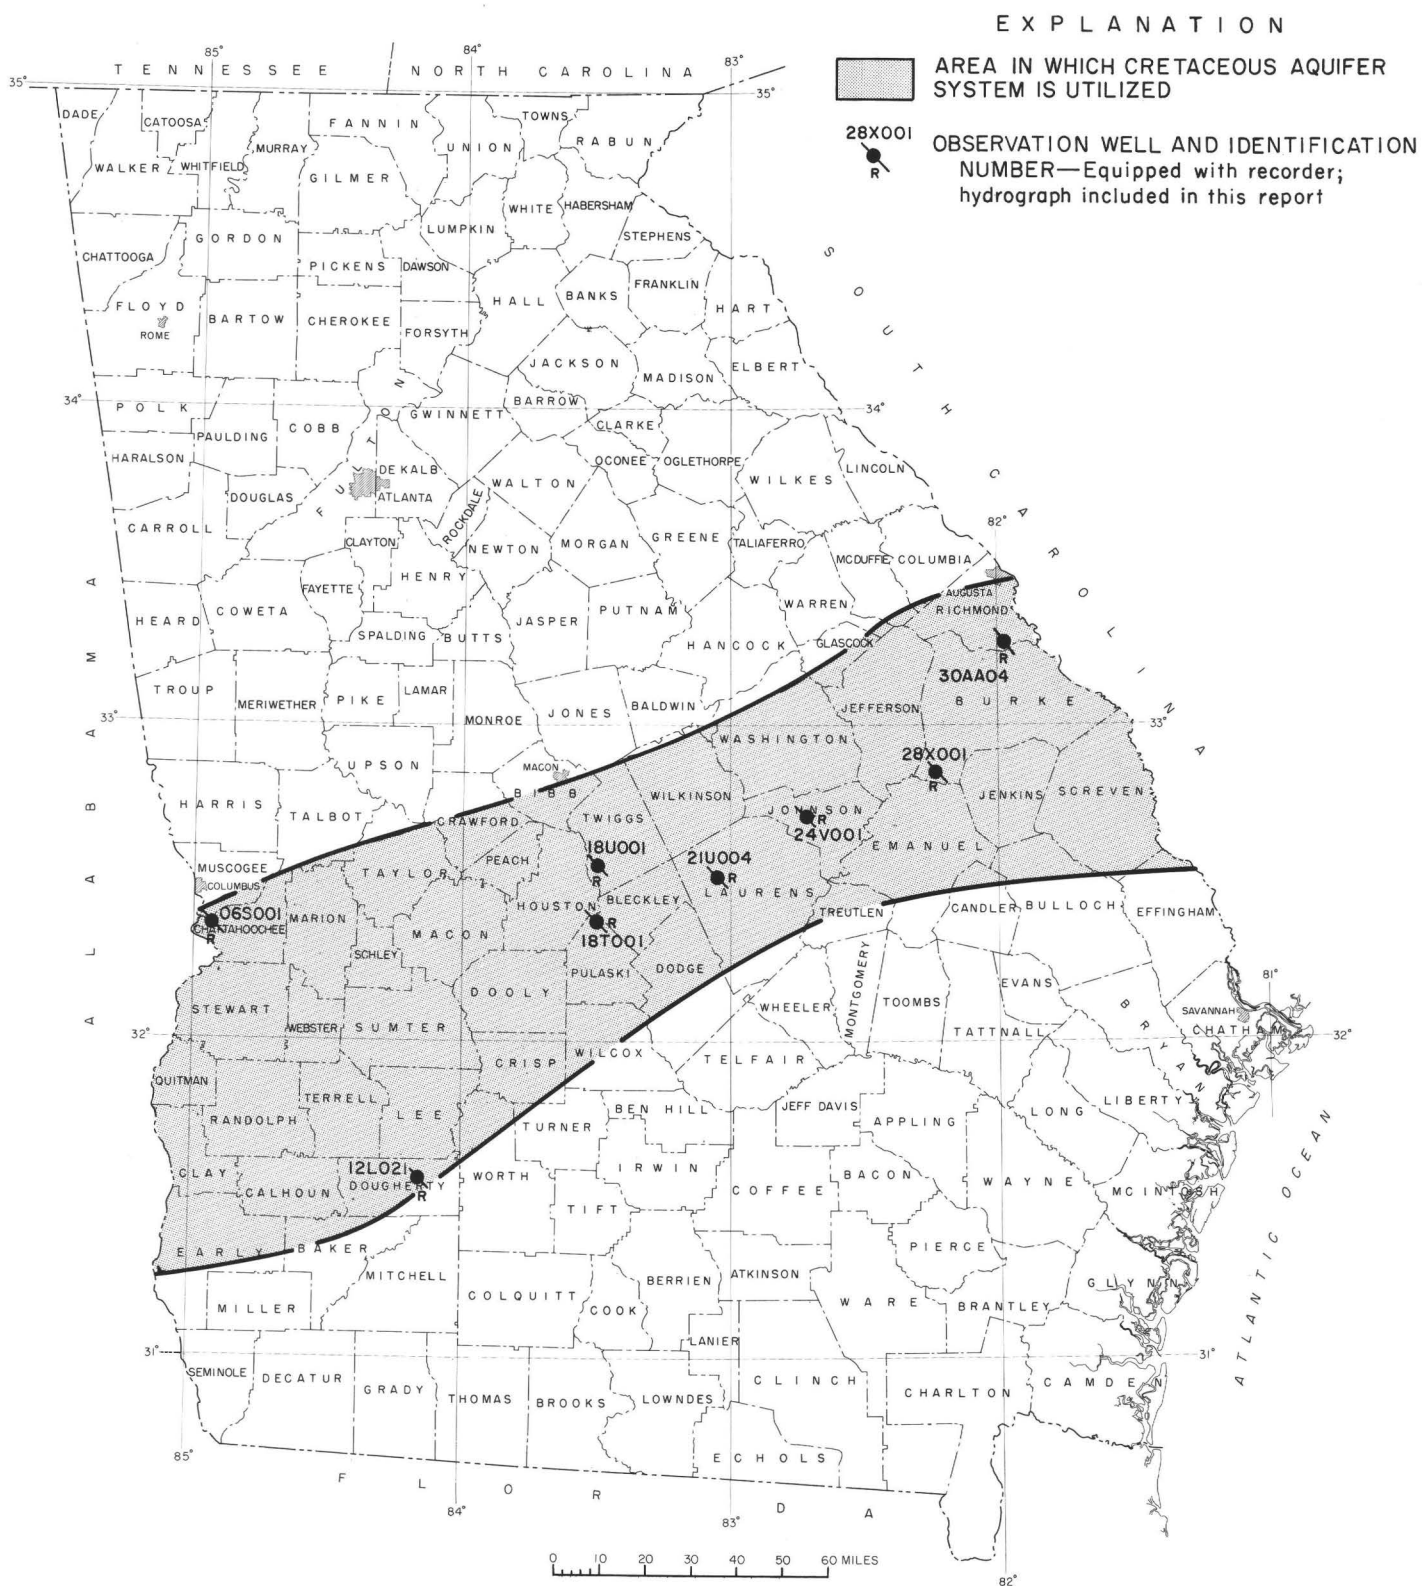 EXPLANATION
AREA IN WHICH CRETACEOUS AQUIFER
SYSTEM IS UTILIZED
28X001
R
OBSERVATION WELL AND IDENTIFICATION
NUMBER—Equipped with recorder;
hydrograph included in this report
85°
84°
83°
TENNESSEE
NORTH CAROLINA
35°
35°
DADE
CATOOSA
FANNIN
TOWNS
UNION
RABUN
MURRAY
WALKER
WHITFIELD
GILMER
WHITE
HABERSHAM
LUMPKIN
STEPHENS
GORDON
CHATTOOGA
PICKENS
DAWSON
FRANKLIN
HALL
BANKS
HART
FLOYD
ROME
BARTOW
CHEROKEE
FORSYTH
JACKSON
MADISON
ELBERT
SOUTH CAROLINA
34°
34°
POLK
BARROW
GWINNETT
COBB
CLARKE
PAULDING
HARALSON
FULTON
DE KALB
OCONEE
OGLETHORPE
LINCOLN
WALTON
WILKES
DOUGLAS
ATLANTA
ROCKDALE
CARROLL
82°
CLAYTON
NEWTON
MORGAN
GREENE
TALIAFERRO
MCDUFFIE
COLUMBIA
HENRY
FAYETTE
AUGUSTA
COWETA
WARREN
RICHMOND
HEARD
JASPER
PUTNAM
SPALDING
BUTTS
HANCOCK
GLASCOCK
R
30AA04
TROUP
MERIWETHER
PIKE
LAMAR
BURKE
JEFFERSON
BALDWIN
JONES
MONROE
33°
33°
WASHINGTON
UPSON
MACON
28X001
R
BIBB
WILKINSON
JENKINS
SCREVEN
HARRIS
TALBOT
CRAWFORD
TWIGGS
JOHNSON
R
24V001
18U001
R
EMANUEL
PEACH
21U004
R
MUSCOGEE
TAYLOR
COLUMBUS
LAURENS
HOUSTON
BLECKLEY
TREUTLEN
CANDLER
BULLOCH
EFFINGHAM
06S001
MARION
CHATTAHOOCHEE
R
MACON
R
18T001
SCHLEY
PULASKI
DODGE
MONTGOMERY
ALABAMA
DOOLY
EVANS
81°
STEWART
WHEELER
TOOMBS
BRYAN
SAVANNAH
WEBSTER
SUMTER
TATTNALL
CHATHAM
32°
32°
CRISP
WILCOX
TELFAIR
QUITMAN
TERRELL
LEE
BEN HILL
JEFF DAVIS
LONG
LIBERTY
RANDOLPH
TURNER
APPLING
12L021
R
CLAY
WORTH
IRWIN
BACON
WAYNE
CALHOUN
DOUGHERTY
COFFEE
MCINTOSH
TIFT
ATLANTIC OCEAN
EARLY
BAKER
PIERCE
MITCHELL
BERRIEN
ATKINSON
GLYNN
COLQUITT
COOK
WARE
BRANTLEY
MILLER
LANIER
31°
31°
SEMINOLE
DECATUR
GRADY
THOMAS
BROOKS
LOWNDES
CLINCH
CHARLTON
CAMDEN
ECHOLS
85°
84°
83°
82°
FLOR DA
0 10 20 30 40 50 60 MILES